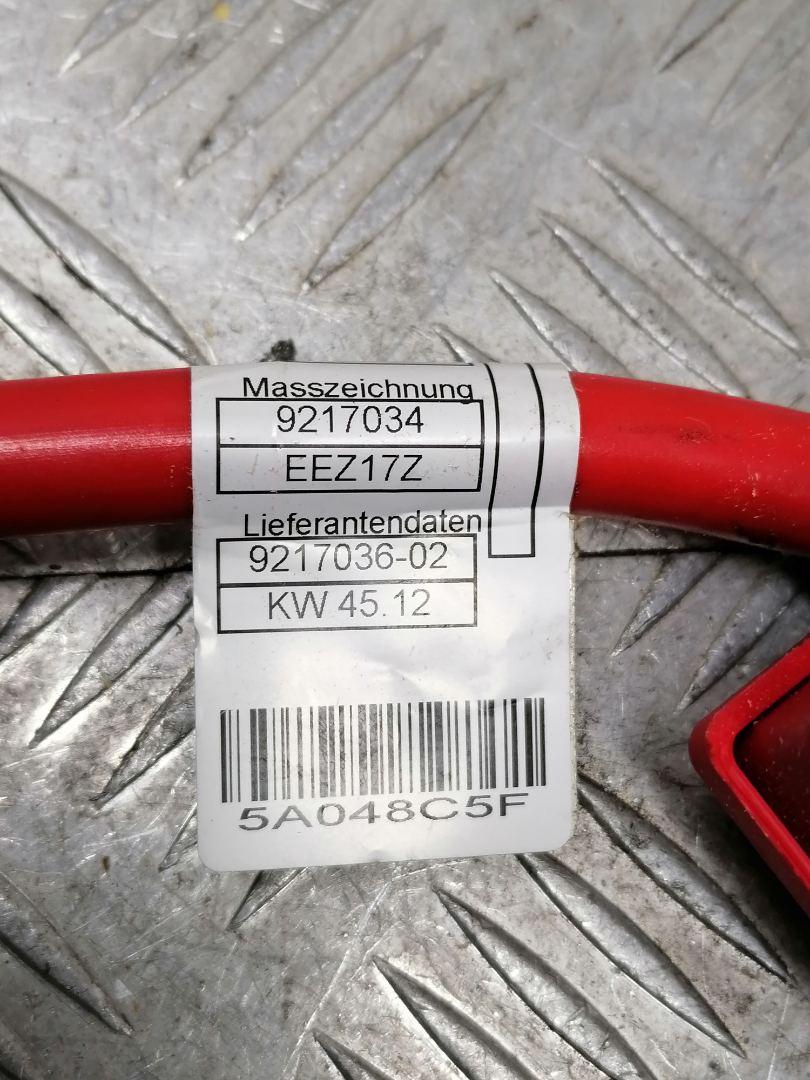 Masszeichnung
9217034
EEZ17Z
Lieferantendaten
9217036-02
KW 45.12
5A048C5F